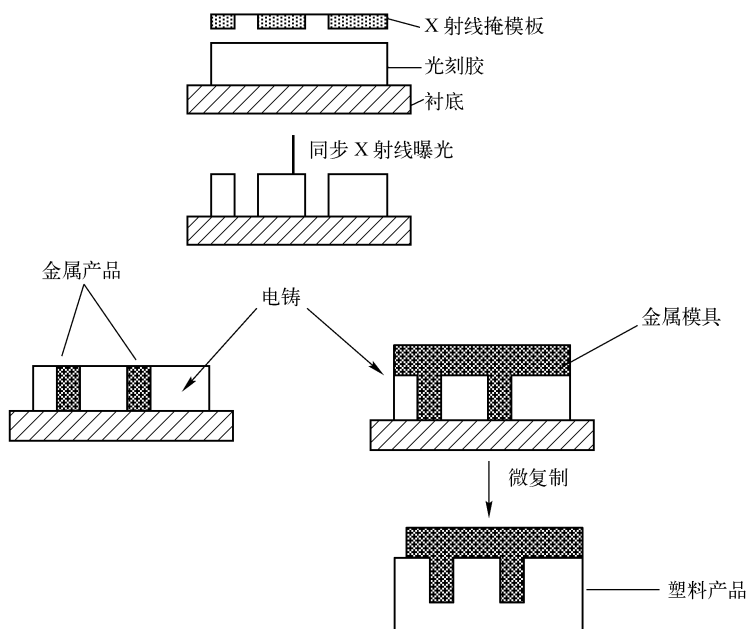 X 射线掩模板
光刻胶
衬底
同步 X 射线曝光
金属产品
电铸
金属模具
微复制
塑料产品